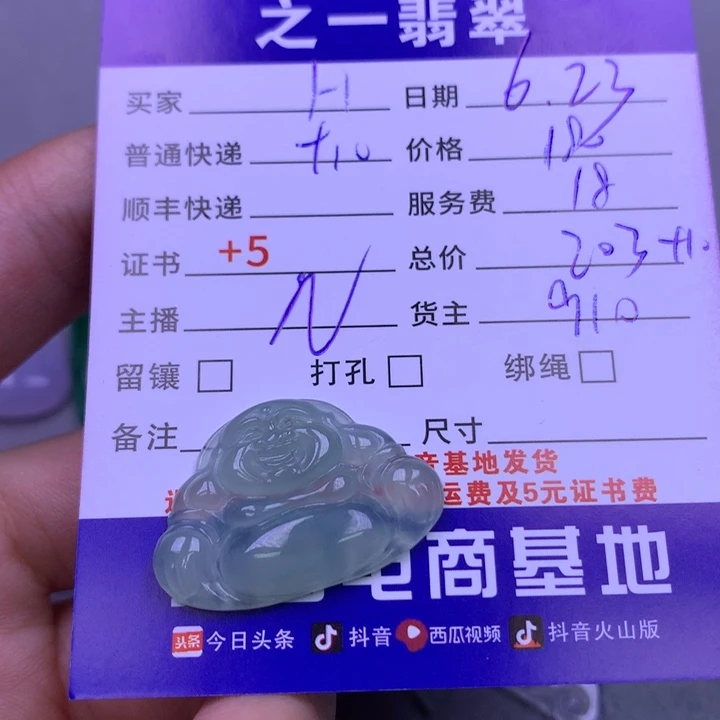 之一翡翠
买家 H 日期 6.23
普通快递 +10 价格 180
顺丰快递 服务费 18
证书 +5 总价 203+10
主播 N 货主
留镶 打孔 绑绳
备注 尺寸
基地发货
运费及5元证书费
电商基地
头条 今日头条 抖音 西瓜视频 抖音火山版